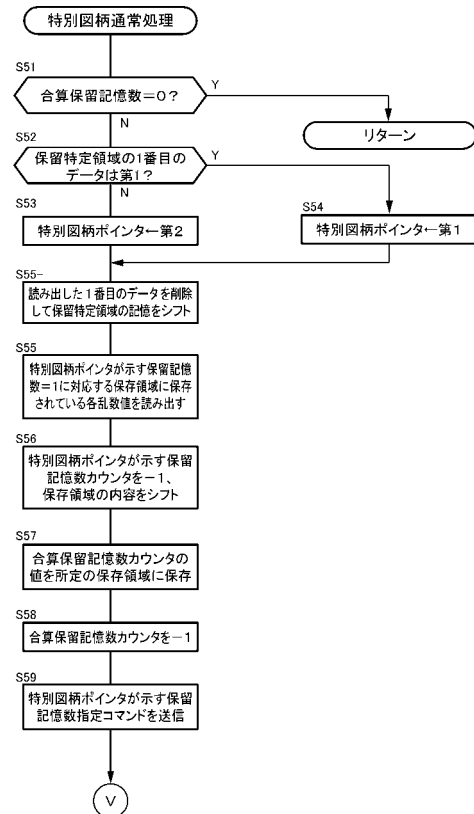 特別図柄通常処理
S51
合算保留記憶数=0?
Y
N
リターン
S52
保留特定領域の1番目の
データは第1?
Y
N
S53
特別図柄ポインタ←第2
S54
特別図柄ポインタ←第1
S55-
読み出した1番目のデータを削除
して保留特定領域の記憶をシフト
S55
特別図柄ポインタが示す保留記憶
数=1に対応する保存領域に保存
されている各乱数値を読み出す
S56
特別図柄ポインタが示す保留
記憶数カウンタを-1、
保存領域の内容をシフト
S57
合算保留記憶数カウンタの
値を所定の保存領域に保存
S58
合算保留記憶数カウンタを-1
S59
特別図柄ポインタが示す保留
記憶数指定コマンドを送信
V